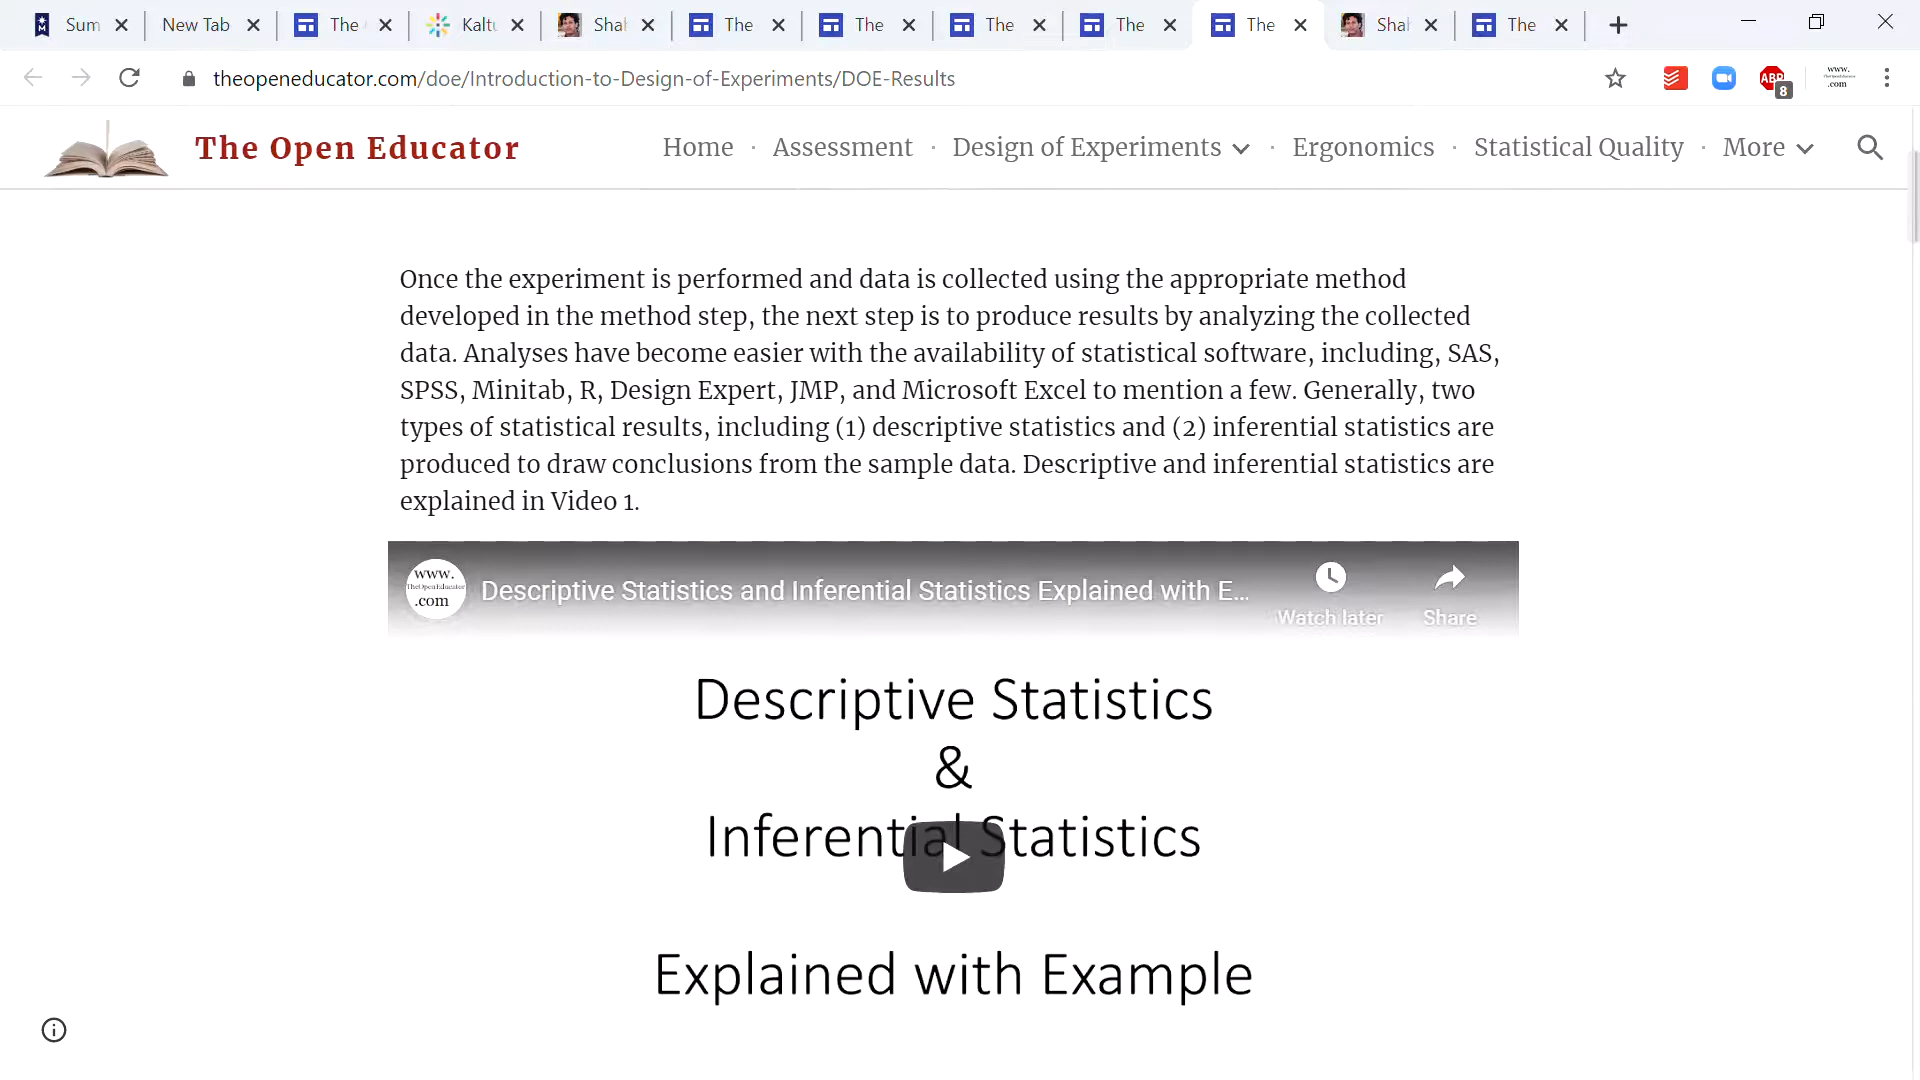 Sum
New Tab
The
Kaltu
Shal
The
The
The
The
The
Shal
The
theopeneducator.com/doe/Introduction-to-Design-of-Experiments/DOE-Results
ABP
8
www.
.com
The Open Educator
Home · Assessment · Design of Experiments · Ergonomics · Statistical Quality · More
Once the experiment is performed and data is collected using the appropriate method
developed in the method step, the next step is to produce results by analyzing the collected
data. Analyses have become easier with the availability of statistical software, including, SAS,
SPSS, Minitab, R, Design Expert, JMP, and Microsoft Excel to mention a few. Generally, two
types of statistical results, including (1) descriptive statistics and (2) inferential statistics are
produced to draw conclusions from the sample data. Descriptive and inferential statistics are
explained in Video 1.
www.
TheOpenEducator
.com
Descriptive Statistics and Inferential Statistics Explained with E...
Watch later
Share
Descriptive Statistics
&
Inferential Statistics
Explained with Example